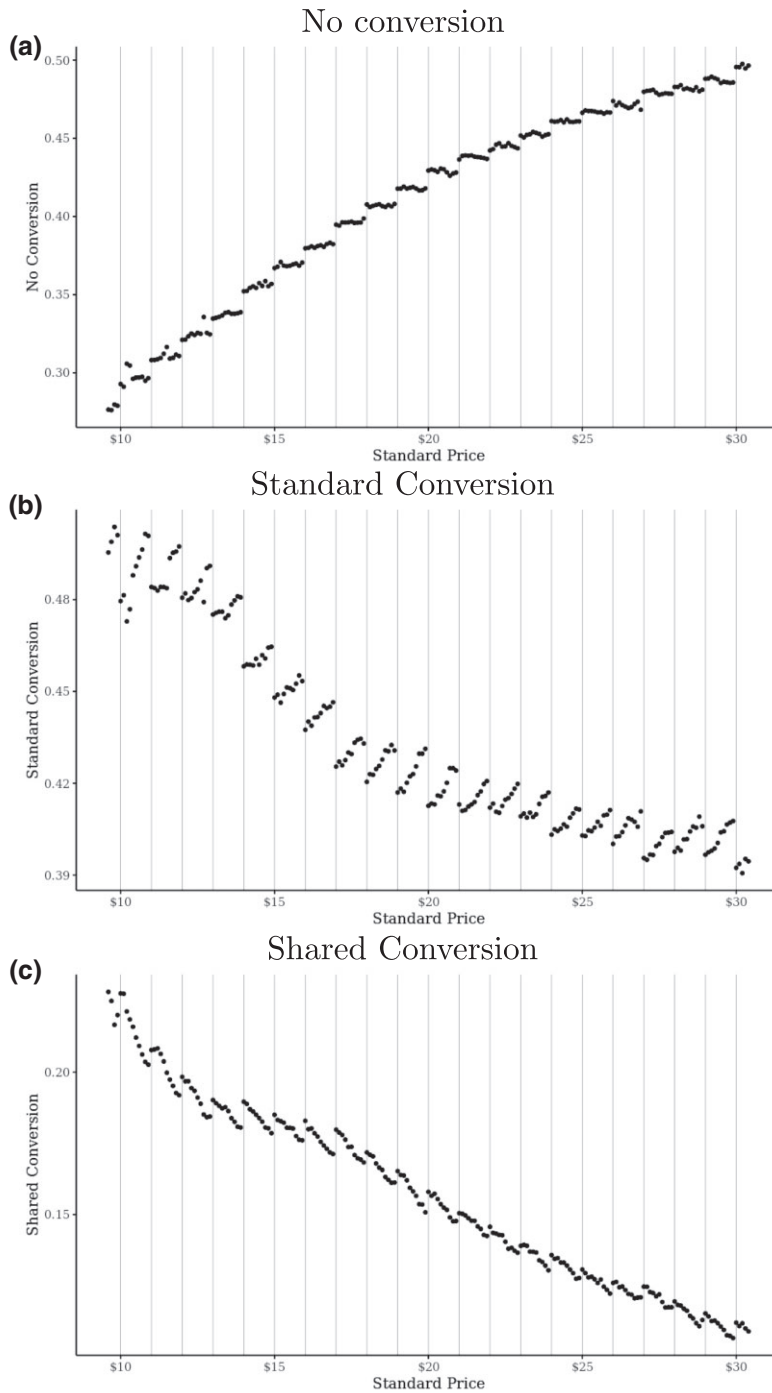 No conversion
(a)
0.50
0.45
0.40
0.35
0.30
No Conversion
$10 $15 $20 $25 $30
Standard Price
Standard Conversion
(b)
0.48
0.45
0.42
0.39
Standard Conversion
$10 $15 $20 $25 $30
Standard Price
Shared Conversion
(c)
0.20
0.15
Shared Conversion
$10 $15 $20 $25 $30
Standard Price